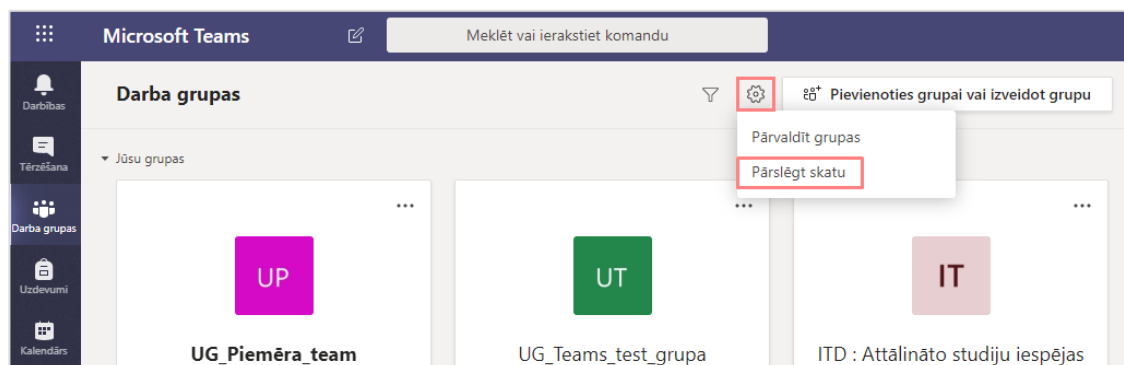 Microsoft Teams
Meklēt vai ierakstiet komandu
Darbības
Darba grupas
Pievienoties grupai vai izveidot grupu
Pārvaldīt grupas
Pārslēgt skatu
Tērzēšana
Jūsu grupas
Darba grupas
Uzdevumi
Kalendārs
UP
UT
IT
UG_Piemēra_team
UG_Teams_test_grupa
ITD : Attālināto studiju iespējas